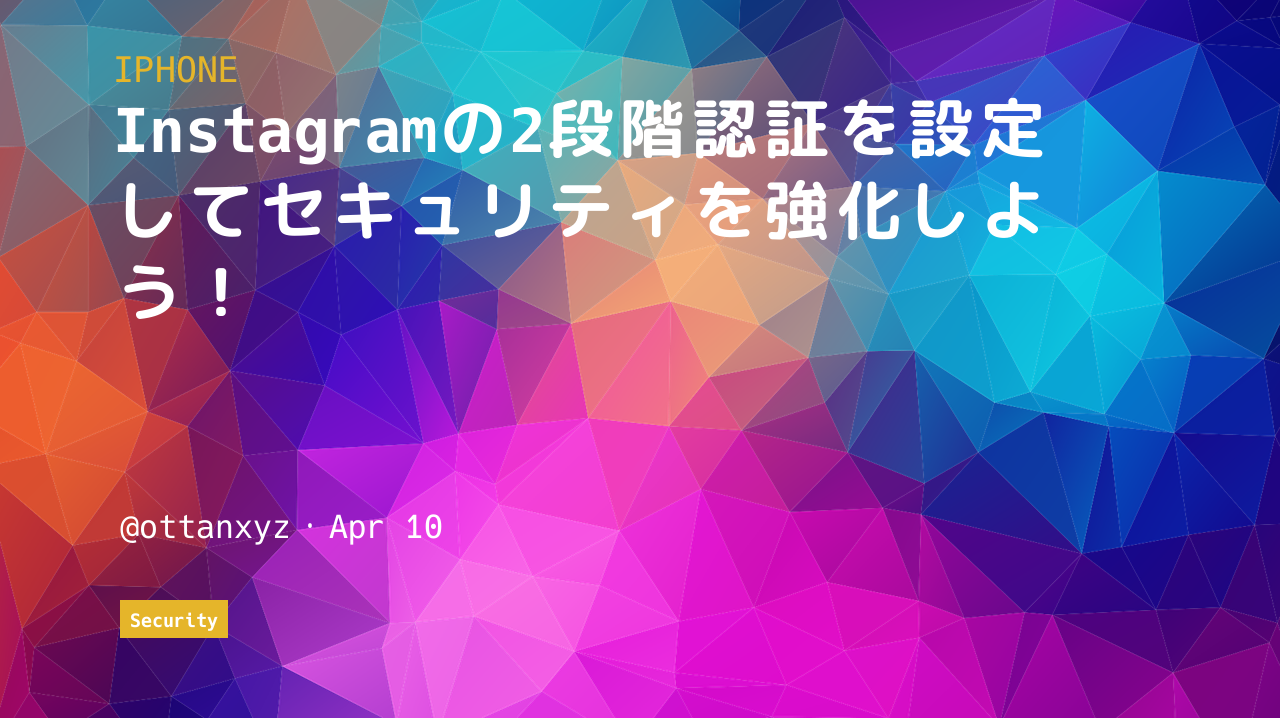 IPHONE
Instagramの2段階認証を設定
してセキュリティを強化しよ
う！
@ottanxyz・Apr 10
Security